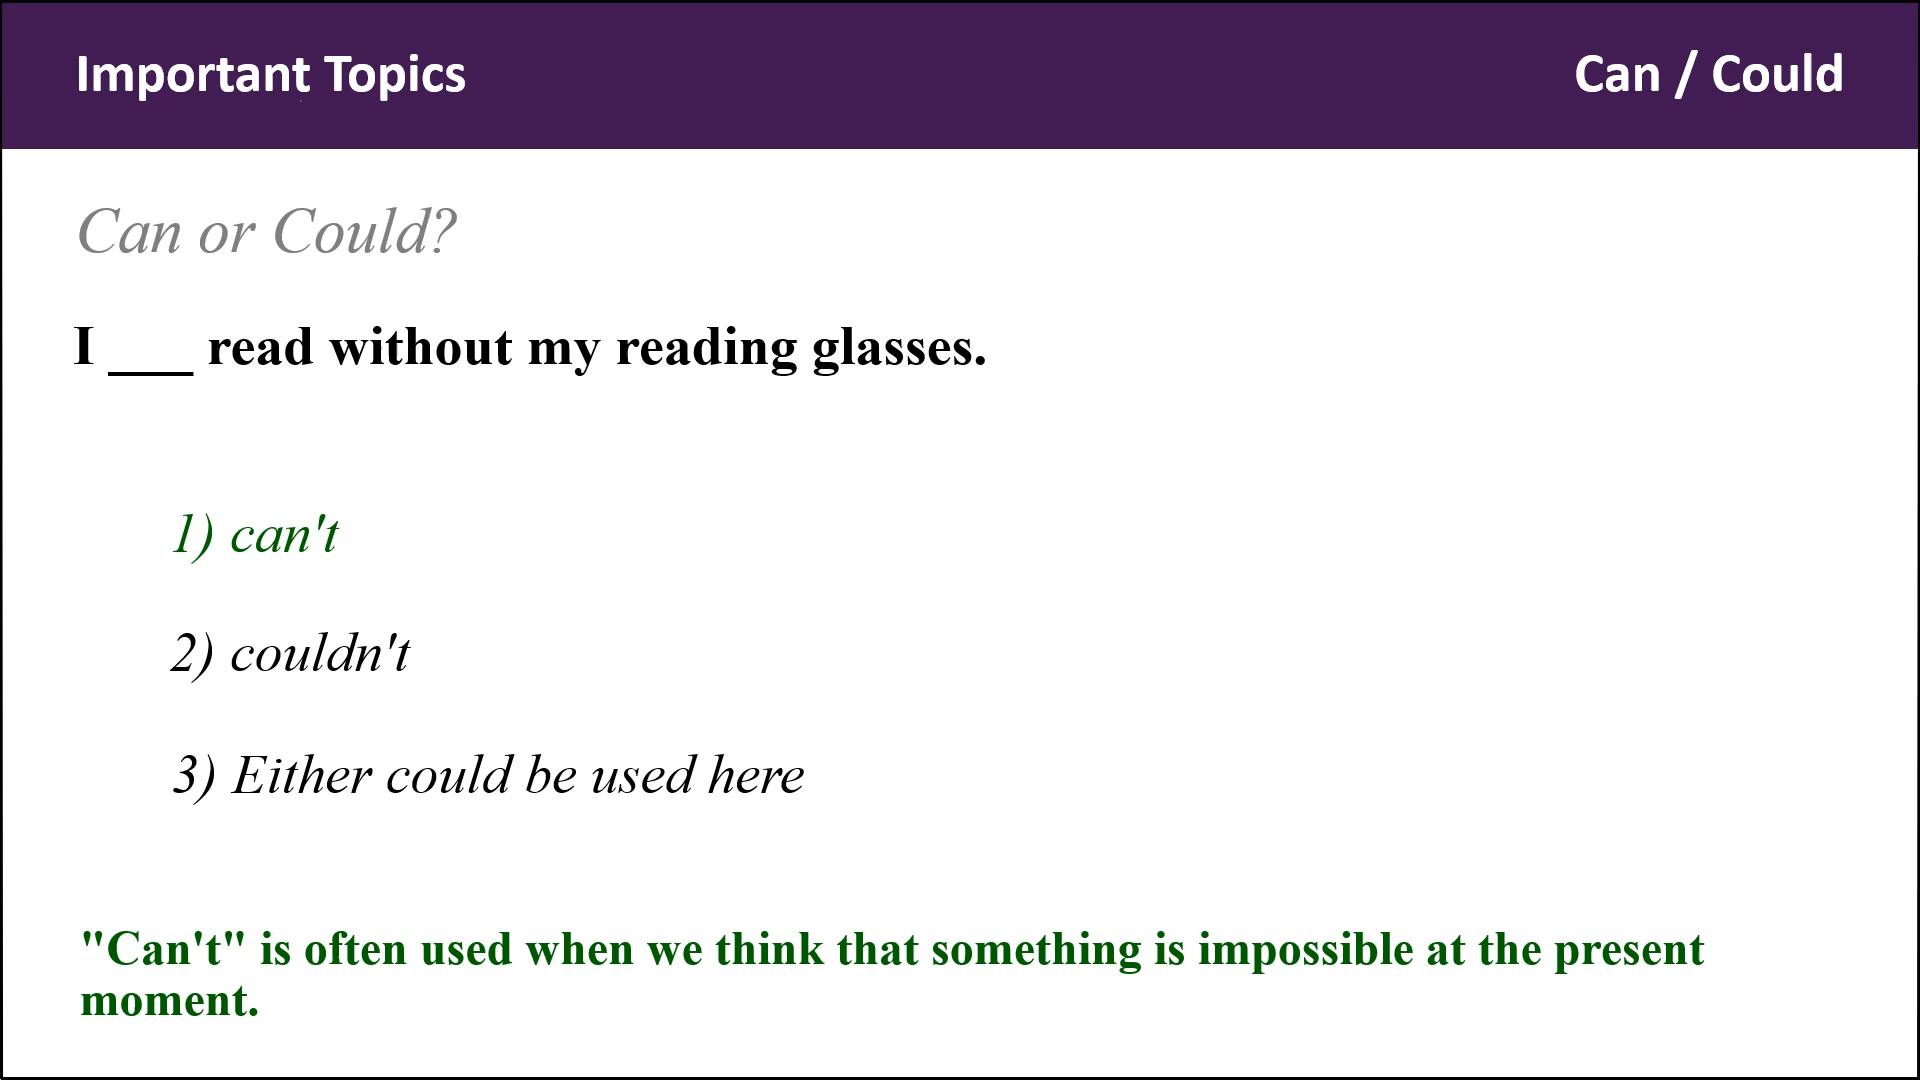 Important Topics
Can / Could
Can or Could?
I ___ read without my reading glasses.
1) can't
2) couldn't
3) Either could be used here
"Can't" is often used when we think that something is impossible at the present
moment.